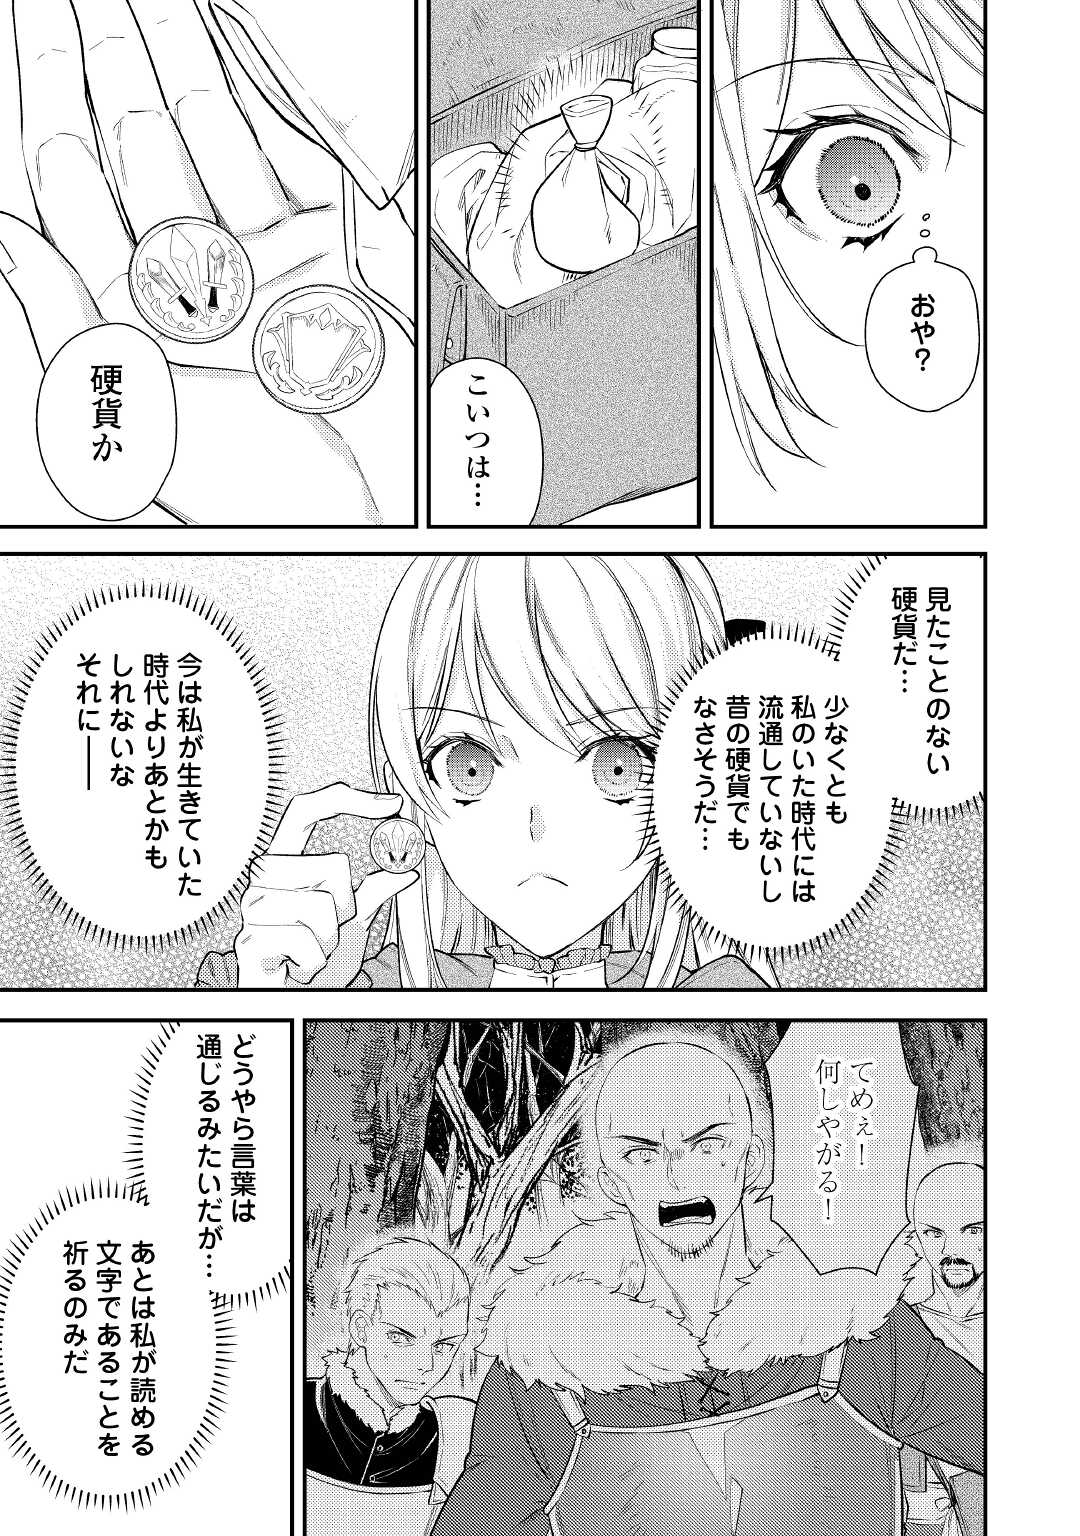 おや?
こいつは…
硬貨か
見たことのない
硬貨だ…
少なくとも
私のいた時代には
流通していないし
昔の硬貨でも
なさそうだ…
今は私が生きていた
時代よりあとかも
しれないな
それに――
てめぇ!
何しやがる!
どうやら言葉は
通じるみたいだが…
あとは私が読める
文字であることを
祈るのみだ